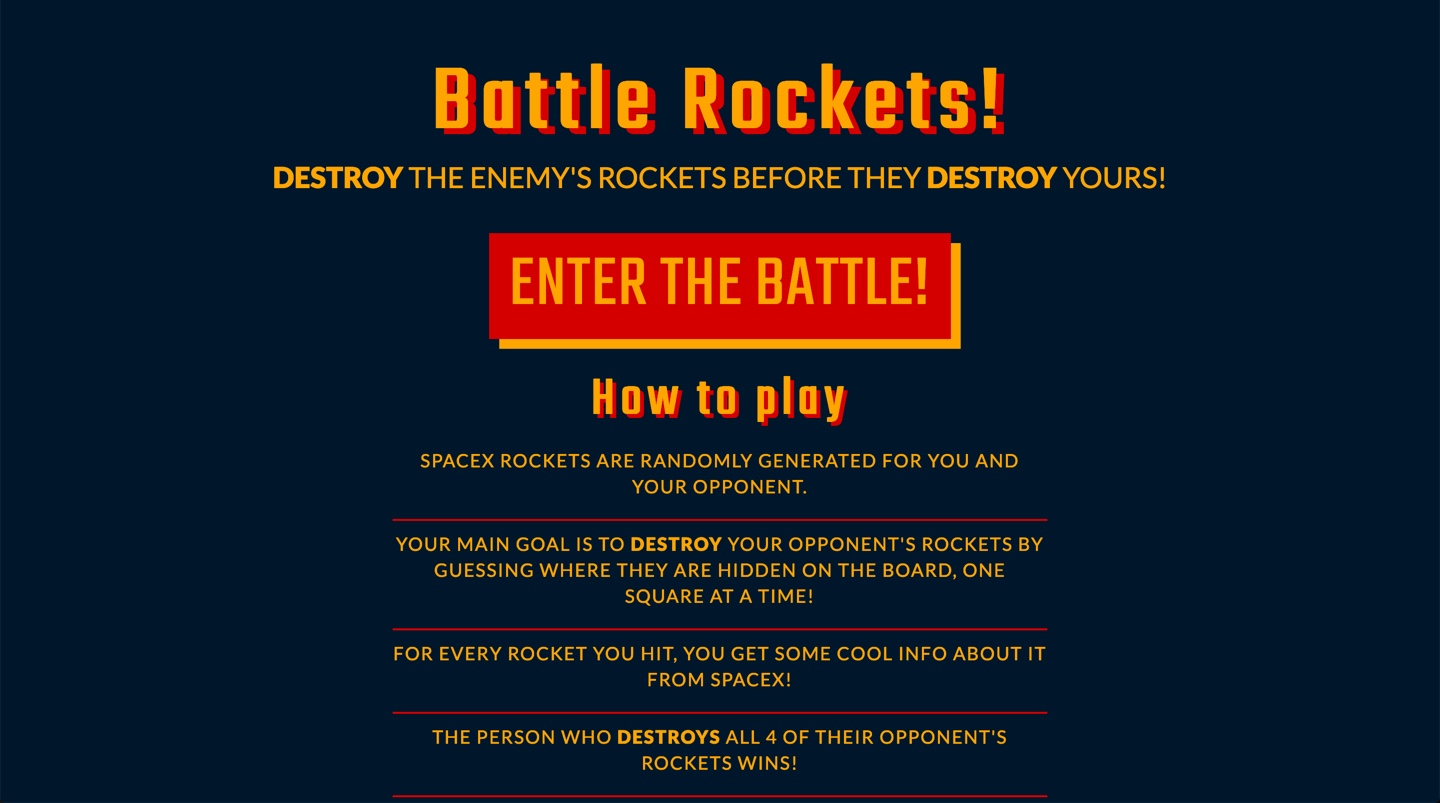 Battle Rockets!
DESTROY THE ENEMY'S ROCKETS BEFORE THEY DESTROY YOURS!
ENTER THE BATTLE!
How to play
SPACEX ROCKETS ARE RANDOMLY GENERATED FOR YOU AND
YOUR OPPONENT.
YOUR MAIN GOAL IS TO DESTROY YOUR OPPONENT'S ROCKETS BY
GUESSING WHERE THEY ARE HIDDEN ON THE BOARD, ONE
SQUARE AT A TIME!
FOR EVERY ROCKET YOU HIT, YOU GET SOME COOL INFO ABOUT IT
FROM SPACEX!
THE PERSON WHO DESTROYS ALL 4 OF THEIR OPPONENT'S
ROCKETS WINS!